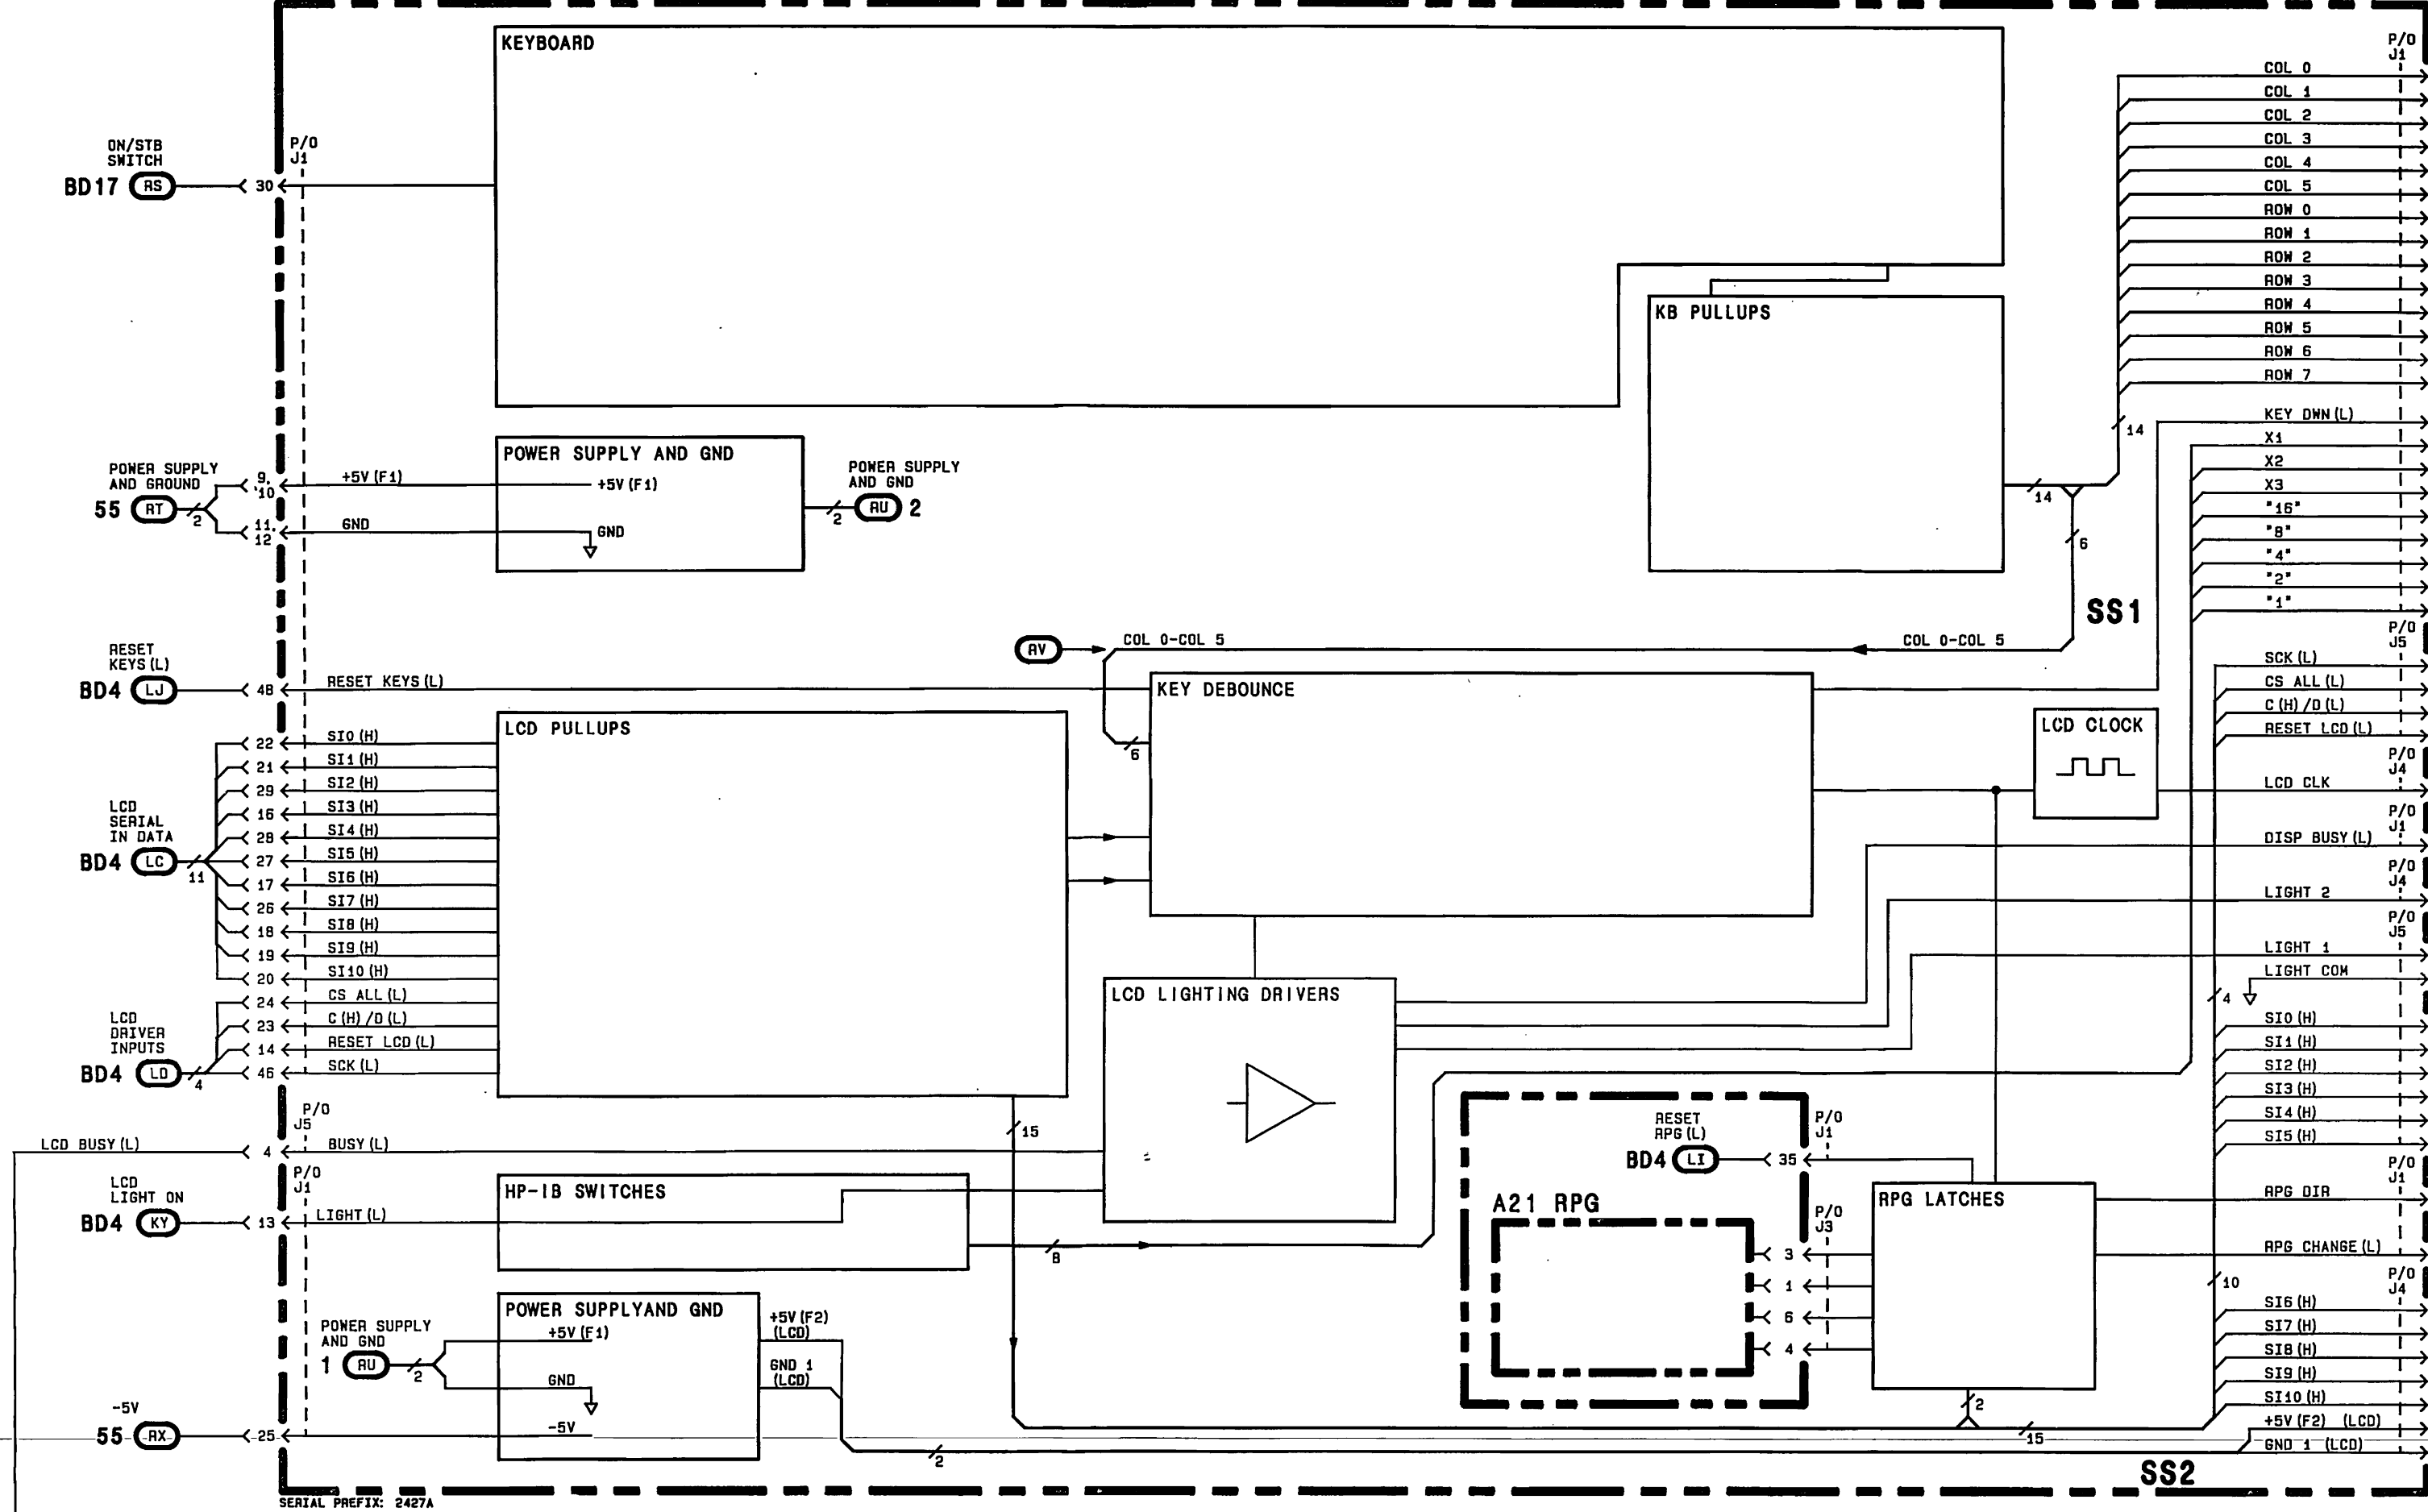 KEYBOARD
P/O
J1
COL 0
COL 1
COL 2
COL 3
COL 4
COL 5
ROW 0
ROW 1
ROW 2
ROW 3
ROW 4
ROW 5
ROW 6
ROW 7
ON/STB
SWITCH
BD17 RS
30
P/O
J1
KB PULLUPS
KEY DWN(L)
14
X1
X2
X3
"16"
"8"
"4"
"2"
"1"
14
6
SS1
POWER SUPPLY
AND GROUND
55 RT
2
9,
10
11,
12
+5V(F1)
GND
POWER SUPPLY AND GND
+5V(F1)
GND
POWER SUPPLY
AND GND
2
RU 2
RESET
KEYS(L)
BD4 LJ
48
RESET KEYS(L)
RV
COL 0-COL 5
COL 0-COL 5
KEY DEBOUNCE
6
P/O
J5
SCK(L)
CS ALL(L)
C(H)/D(L)
RESET LCD(L)
LCD CLOCK
P/O
J4
LCD CLK
P/O
J1
DISP BUSY(L)
P/O
J4
LIGHT 2
P/O
J5
LIGHT 1
LIGHT COM
4
LCD PULLUPS
LCD
SERIAL
IN DATA
BD4 LC
11
22 SI0(H)
21 SI1(H)
29 SI2(H)
16 SI3(H)
28 SI4(H)
27 SI5(H)
17 SI6(H)
26 SI7(H)
18 SI8(H)
19 SI9(H)
20 SI10(H)
24 CS ALL(L)
23 C(H)/D(L)
14 RESET LCD(L)
46 SCK(L)
LCD
DRIVER
INPUTS
BD4 LD
4
LCD LIGHTING DRIVERS
SI0(H)
SI1(H)
SI2(H)
SI3(H)
SI4(H)
SI5(H)
P/O
J5
LCD BUSY(L)
4
BUSY(L)
15
P/O
J1
LCD
LIGHT ON
BD4 KY
13
LIGHT(L)
HP-IB SWITCHES
8
RESET
RPG(L)
BD4 LI
35
P/O
J1
A21 RPG
P/O
J3
3
1
6
4
RPG LATCHES
2
P/O
J1
RPG DIR
RPG CHANGE(L)
P/O
J4
10
SI6(H)
SI7(H)
SI8(H)
SI9(H)
SI10(H)
+5V(F2) (LCD)
GND 1 (LCD)
15
POWER SUPPLY
AND GND
1 RU
2
POWER SUPPLYAND GND
+5V(F1)
GND
-5V
+5V(F2)
(LCD)
GND 1
(LCD)
-5V
55 RX
25
2
SS2
SERIAL PREFIX: 2427A